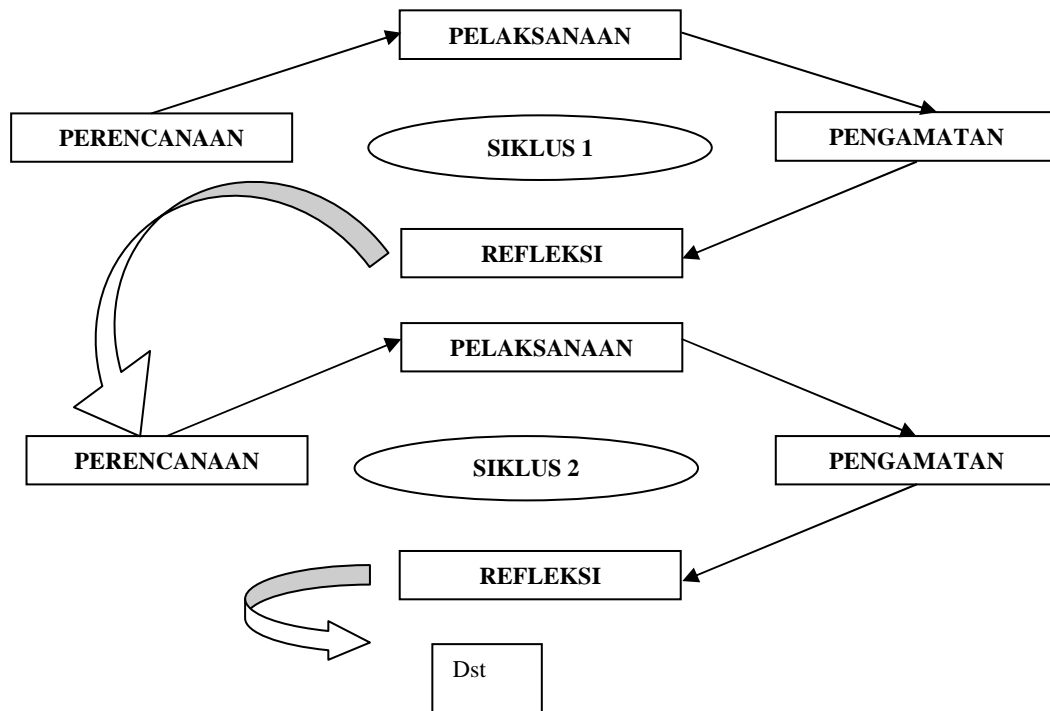 PELAKSANAAN
PERENCANAAN
SIKLUS 1
PENGAMATAN
REFLEKSI
PELAKSANAAN
PERENCANAAN
SIKLUS 2
PENGAMATAN
REFLEKSI
Dst